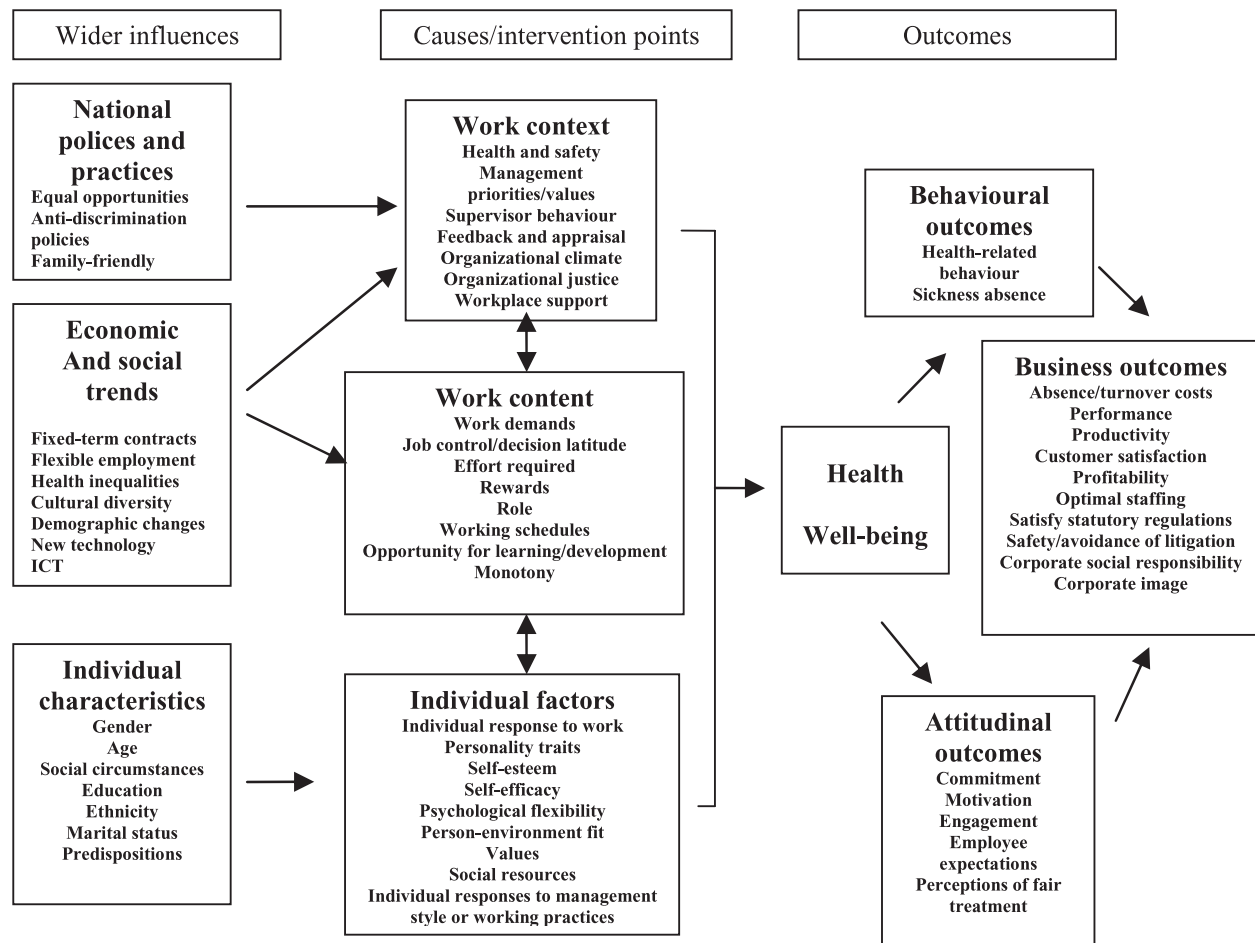 Wider influences
Causes/intervention points
Outcomes
National
polices and
practices
Equal opportunities
Anti-discrimination
policies
Family-friendly
Economic
And social
trends
Fixed-term contracts
Flexible employment
Health inequalities
Cultural diversity
Demographic changes
New technology
ICT
Individual
characteristics
Gender
Age
Social circumstances
Education
Ethnicity
Marital status
Predispositions
Work context
Health and safety
Management
priorities/values
Supervisor behaviour
Feedback and appraisal
Organizational climate
Organizational justice
Workplace support
Work content
Work demands
Job control/decision latitude
Effort required
Rewards
Role
Working schedules
Opportunity for learning/development
Monotony
Individual factors
Individual response to work
Personality traits
Self-esteem
Self-efficacy
Psychological flexibility
Person-environment fit
Values
Social resources
Individual responses to management
style or working practices
Health
Well-being
Behavioural
outcomes
Health-related
behaviour
Sickness absence
Business outcomes
Absence/turnover costs
Performance
Productivity
Customer satisfaction
Profitability
Optimal staffing
Satisfy statutory regulations
Safety/avoidance of litigation
Corporate social responsibility
Corporate image
Attitudinal
outcomes
Commitment
Motivation
Engagement
Employee
expectations
Perceptions of fair
treatment